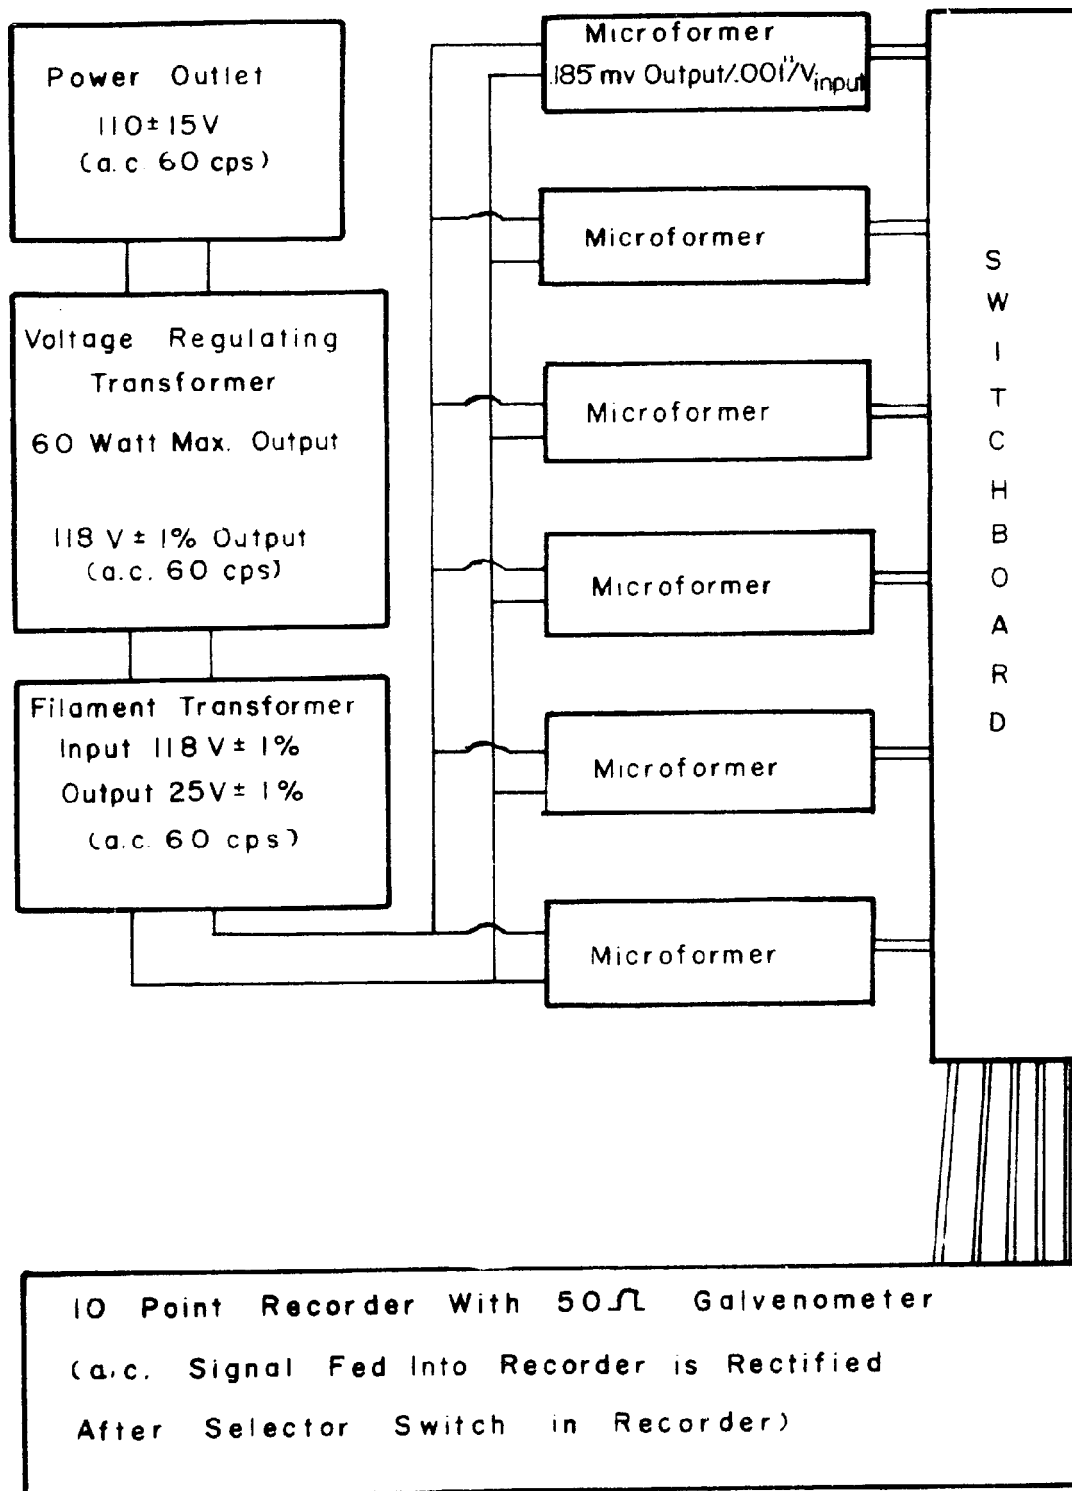 Power Outlet
110 ± 15 V
(a.c. 60 cps)
Voltage Regulating
Transformer
60 Watt Max. Output
118 V ± 1% Output
(a.c. 60 cps)
Filament Transformer
Input 118 V ± 1%
Output 25V ± 1%
(a.c. 60 cps)
Microformer
.185 mv Output/.001"/Vinput
Microformer
Microformer
Microformer
Microformer
Microformer
SWITCHBOARD
10 Point Recorder With 50Ω Galvenometer
(a.c. Signal Fed Into Recorder is Rectified
After Selector Switch in Recorder)